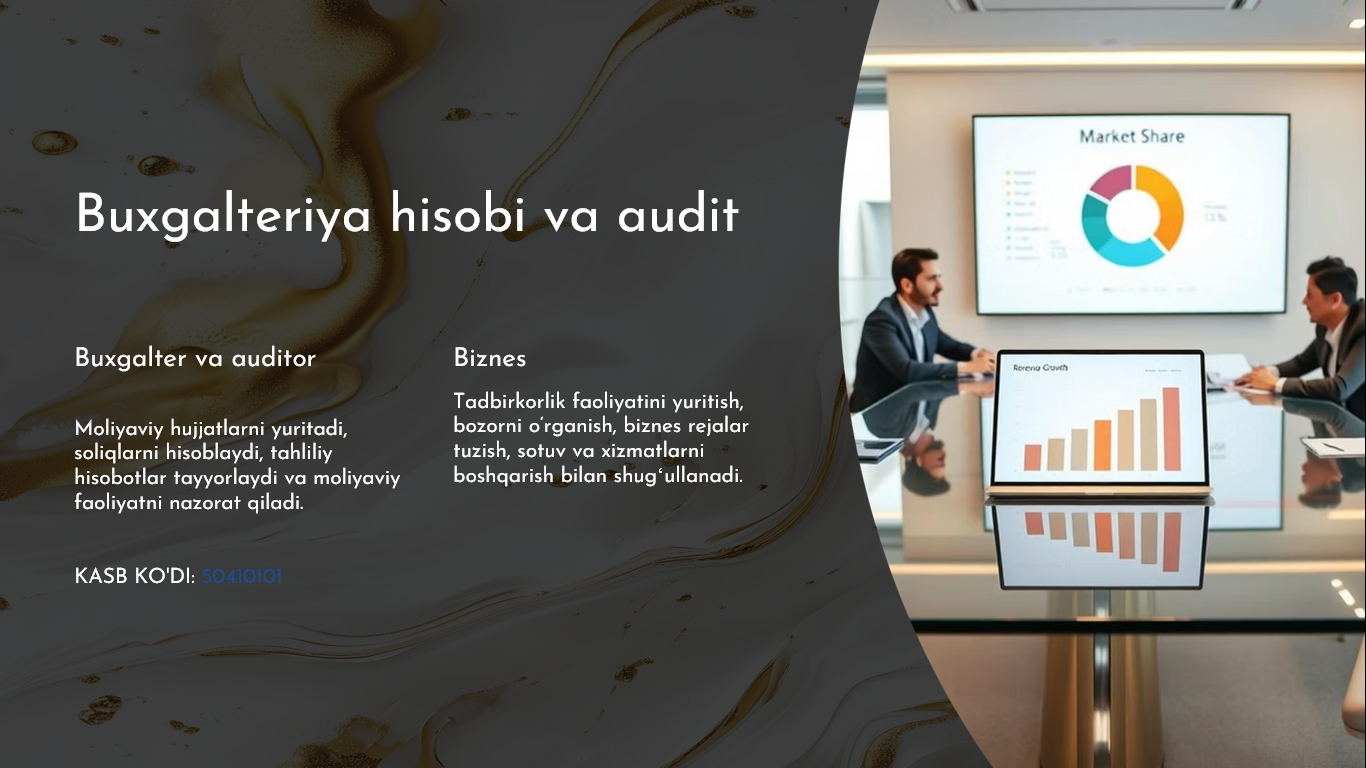 Buxgalteriya hisobi va audit
Buxgalter va auditor
Moliyaviy hujjatlarni yuritadi,
soliqlarni hisoblaydi, tahliliy
hisobotlar tayyorlaydi va moliyaviy
faoliyatni nazorat qiladi.
KASB KO'DI: 50410101
Biznes
Tadbirkorlik faoliyatini yuritish,
bozorni o‘rganish, biznes rejalar
tuzish, sotuv va xizmatlarni
boshqarish bilan shug‘ullanadi.
Market Share